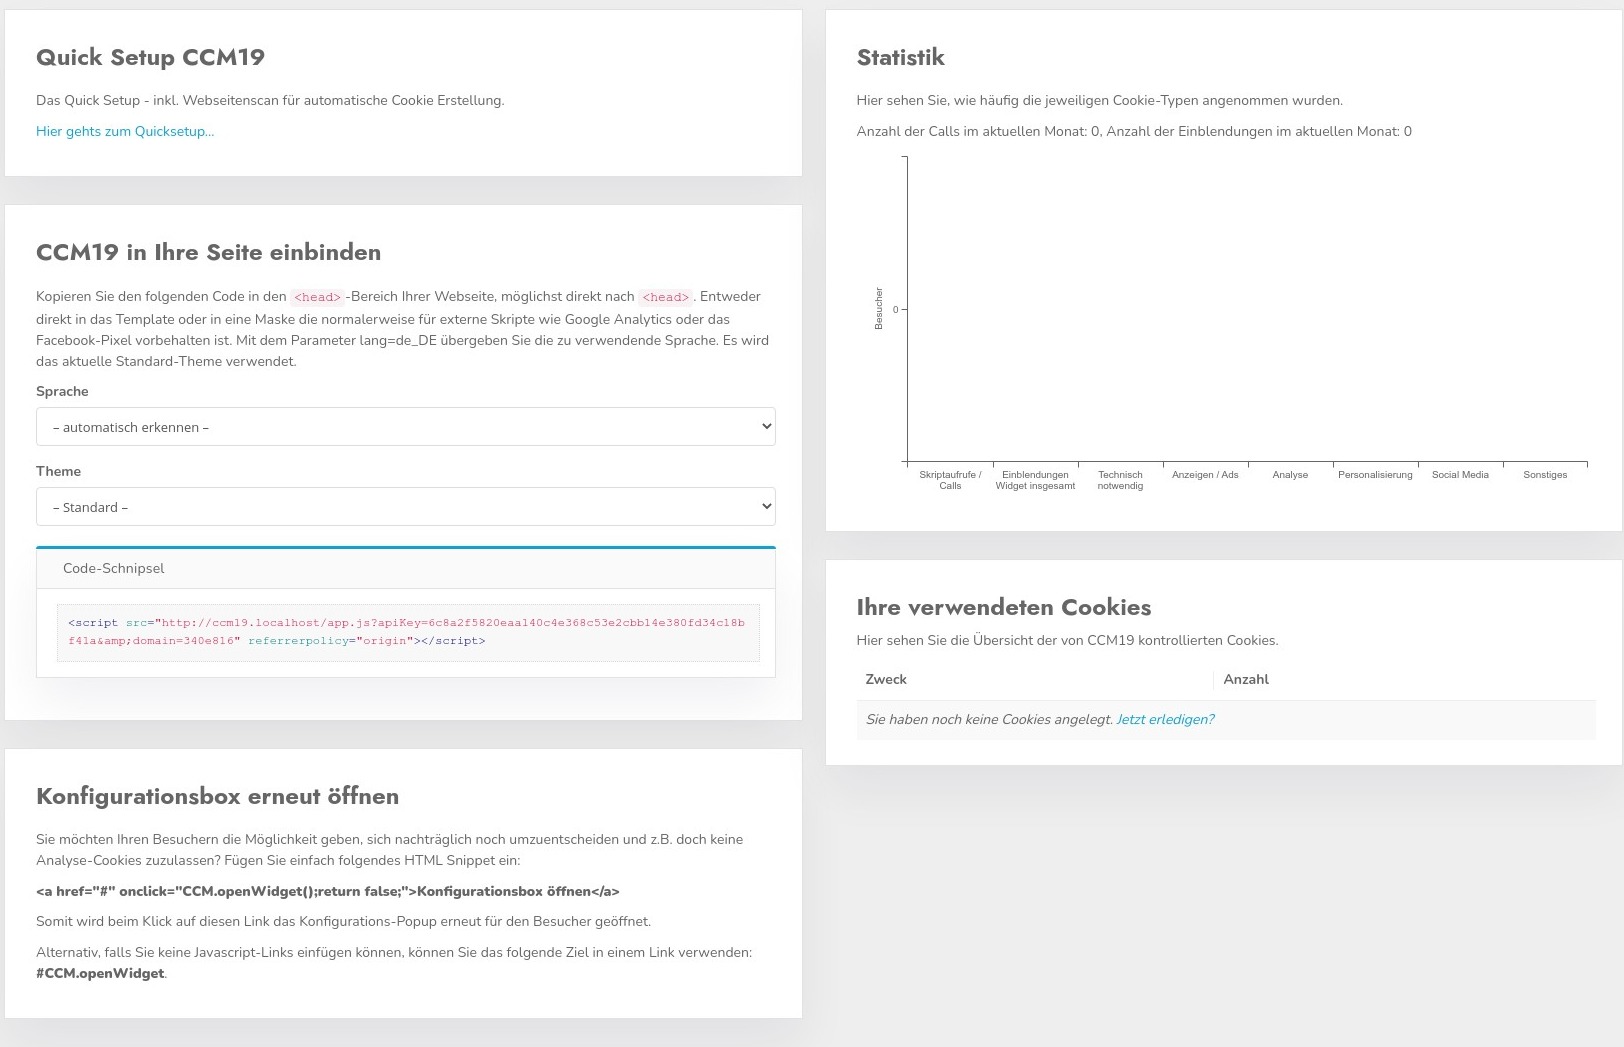 Quick Setup CCM19
Das Quick Setup - inkl. Webseitenscan für automatische Cookie Erstellung.
Hier gehts zum Quicksetup...
CCM19 in Ihre Seite einbinden
Kopieren Sie den folgenden Code in den <head>-Bereich Ihrer Webseite, möglichst direkt nach <head>. Entweder
direkt in das Template oder in eine Maske die normalerweise für externe Skripte wie Google Analytics oder das
Facebook-Pixel vorbehalten ist. Mit dem Parameter lang=de_DE übergeben Sie die zu verwendende Sprache. Es wird
das aktuelle Standard-Theme verwendet.
Sprache
– automatisch erkennen –
Theme
– Standard –
Code-Schnipsel
<script src="http://ccm19.localhost/app.js?apiKey=6c8a2f5820eaa140c4e368c53e2cbb14e380fd34c18b
f41a&amp;domain=340e816" referrerpolicy="origin"></script>
Konfigurationsbox erneut öffnen
Sie möchten Ihren Besuchern die Möglichkeit geben, sich nachträglich noch umzuentscheiden und z.B. doch keine
Analyse-Cookies zuzulassen? Fügen Sie einfach folgendes HTML Snippet ein:
<a href="#" onclick="CCM.openWidget();return false;">Konfigurationsbox öffnen</a>
Somit wird beim Klick auf diesen Link das Konfigurations-Popup erneut für den Besucher geöffnet.
Alternativ, falls Sie keine Javascript-Links einfügen können, können Sie das folgende Ziel in einem Link verwenden:
#CCM.openWidget.
Statistik
Hier sehen Sie, wie häufig die jeweiligen Cookie-Typen angenommen wurden.
Anzahl der Calls im aktuellen Monat: 0, Anzahl der Einblendungen im aktuellen Monat: 0
Besucher
0
Skriptaufrufe /
Calls
Einblendungen
Widget insgesamt
Technisch
notwendig
Anzeigen / Ads
Analyse
Personalisierung
Social Media
Sonstiges
Ihre verwendeten Cookies
Hier sehen Sie die Übersicht der von CCM19 kontrollierten Cookies.
Zweck
Anzahl
Sie haben noch keine Cookies angelegt. Jetzt erledigen?